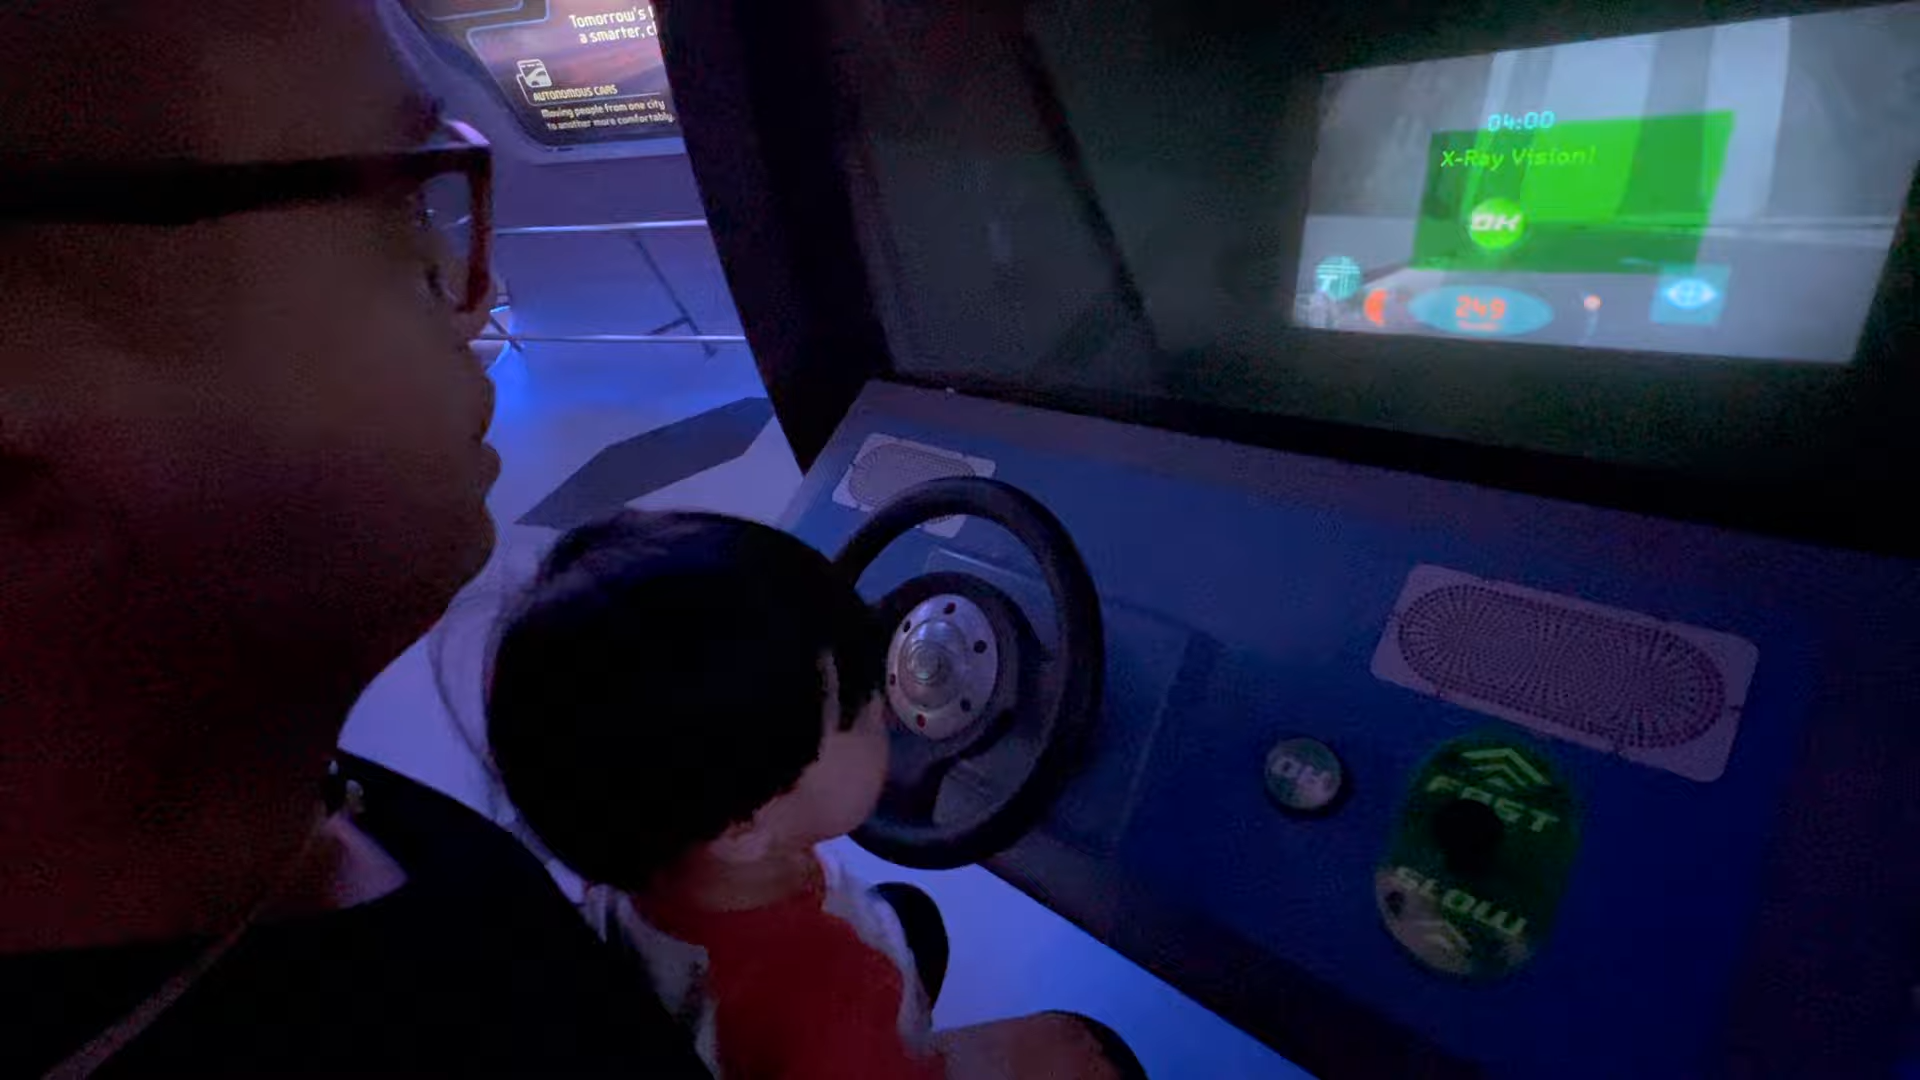 Tomorrow's
a smarter,
AUTONOMOUS CARS
Moving people from one city
to another more comfortably.
04:00
X-Ray Vision!
OK
249
OK
FAST
SLOW